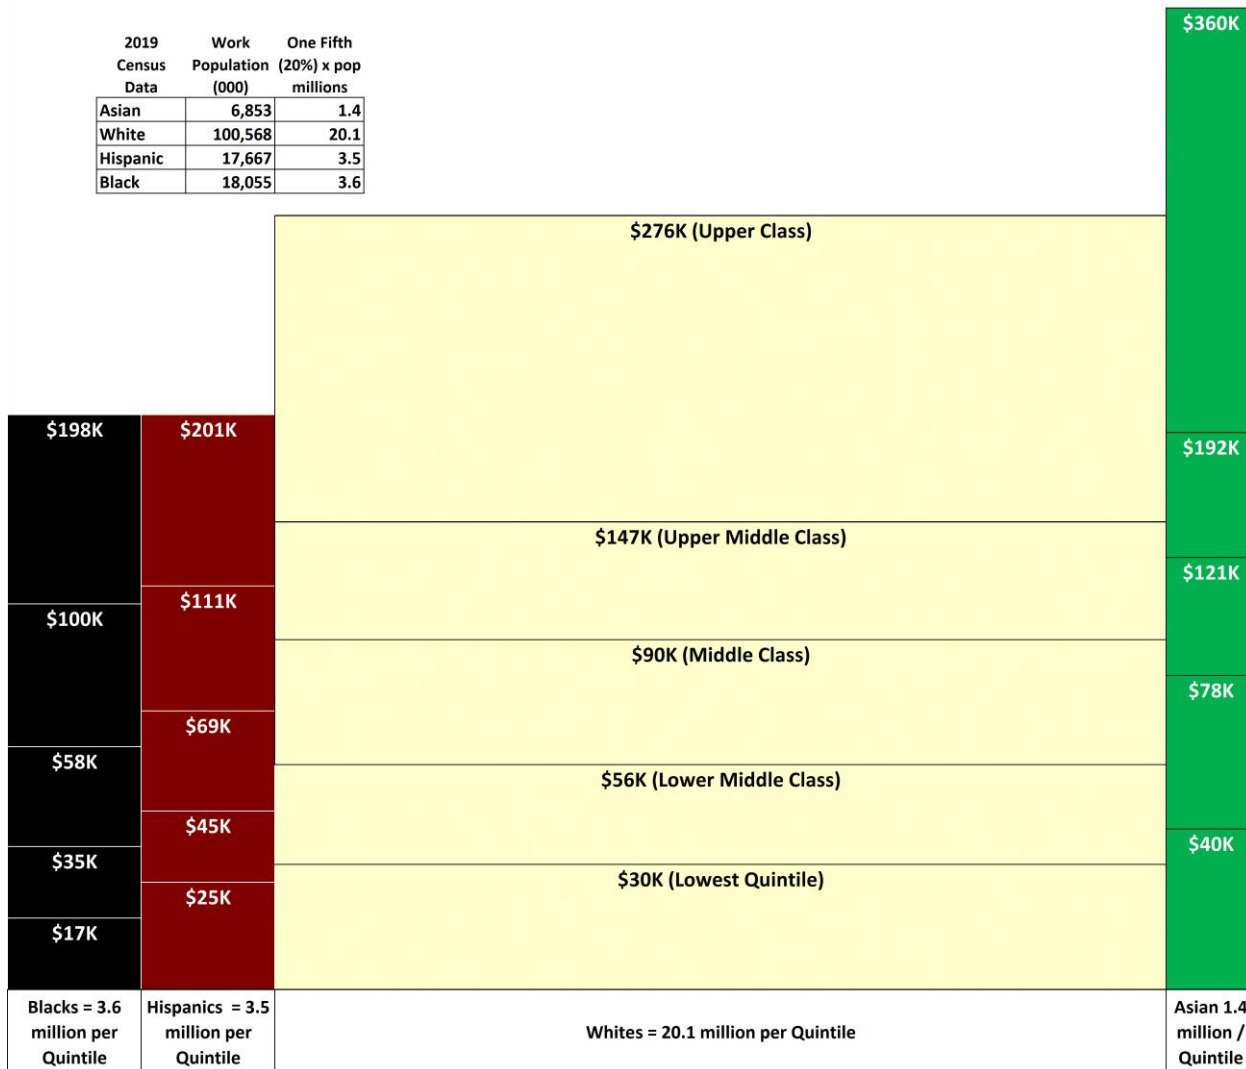 2019 Work One Fifth
Census Population (20%) x pop
Data (000) millions
Asian 6,853 1.4
White 100,568 20.1
Hispanic 17,667 3.5
Black 18,055 3.6
$360K
$276K (Upper Class)
$198K $201K
$192K
$147K (Upper Middle Class)
$121K
$111K
$100K
$90K (Middle Class)
$78K
$69K
$58K
$56K (Lower Middle Class)
$45K
$40K
$35K
$30K (Lowest Quintile)
$25K
$17K
Blacks = 3.6
million per
Quintile
Hispanics = 3.5
million per
Quintile
Whites = 20.1 million per Quintile
Asian 1.4
million /
Quintile